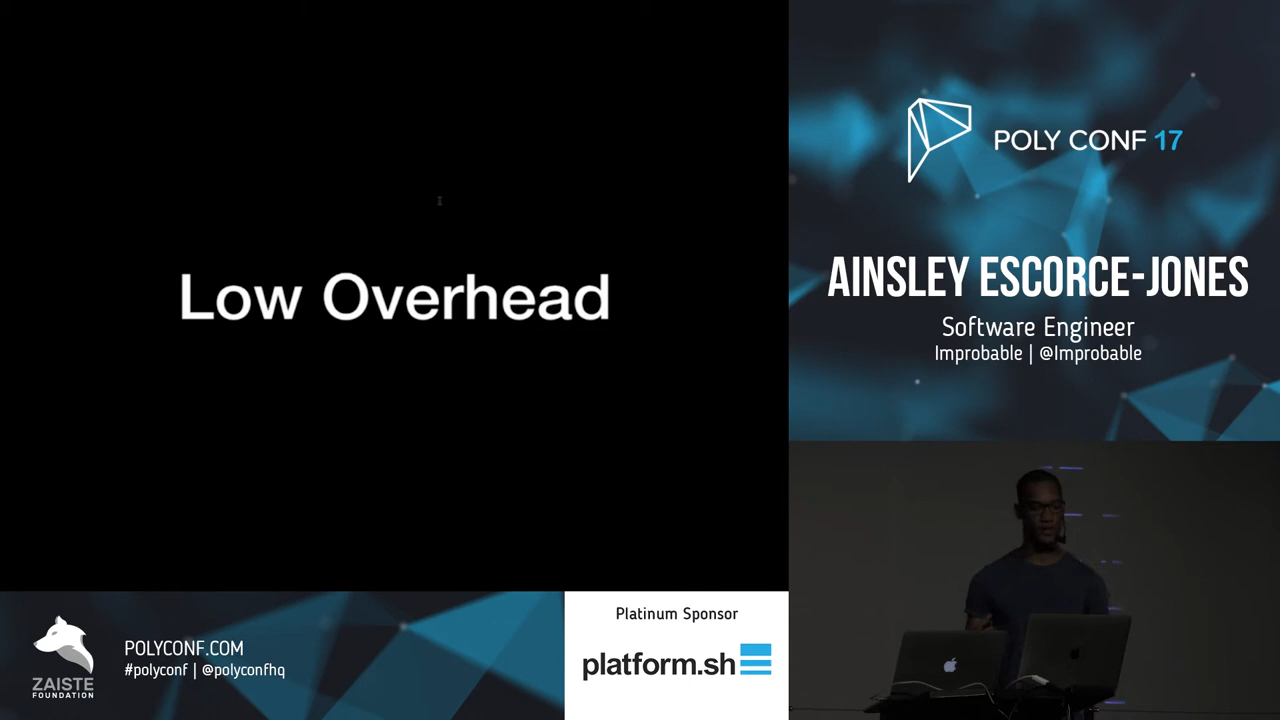 Low Overhead
POLY CONF 17
AINSLEY ESCORCE-JONES
Software Engineer
Improbable | @Improbable
ZAISTE
FOUNDATION
POLYCONF.COM
#polyconf | @polyconfhq
Platinum Sponsor
platform.sh